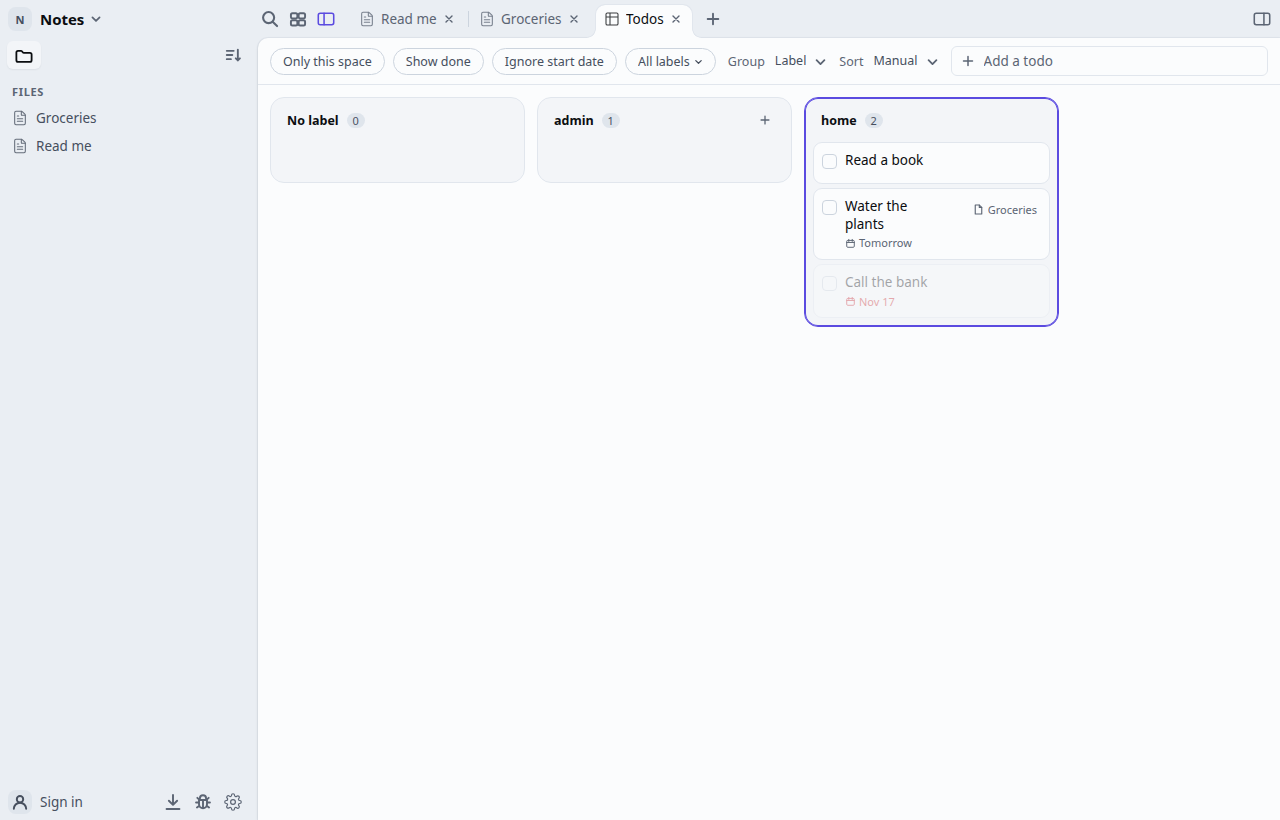 N Notes
Read me
Groceries
Todos
FILES
Groceries
Read me
Only this space
Show done
Ignore start date
All labels
Group Label
Sort Manual
Add a todo
No label 0
admin 1
home 2
Read a book
Water the
plants
Groceries
Tomorrow
Call the bank
Nov 17
Sign in